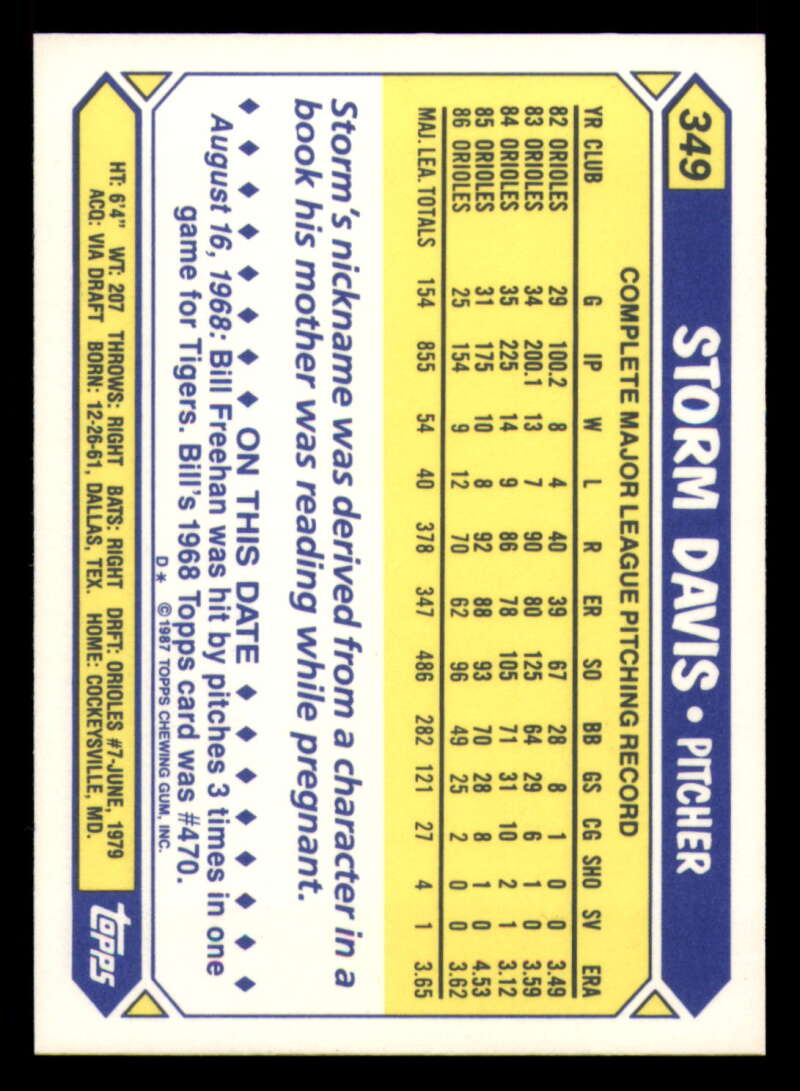 349
STORM DAVIS • PITCHER
COMPLETE MAJOR LEAGUE PITCHING RECORD
YR CLUB G IP W L R ER SO BB GS CG SHO SV ERA
82 ORIOLES 29 100.2 8 4 40 39 67 28 8 1 0 0 3.49
83 ORIOLES 34 200.1 13 7 90 80 125 64 29 6 1 0 3.59
84 ORIOLES 35 225 14 9 86 78 105 71 31 10 2 1 3.12
85 ORIOLES 31 175 10 8 92 88 93 70 28 8 1 0 4.53
86 ORIOLES 25 154 9 12 70 62 96 49 25 2 0 0 3.62
MAJ. LEA. TOTALS 154 855 54 40 378 347 486 282 121 27 4 1 3.65
Storm's nickname was derived from a character in a
book his mother was reading while pregnant.
♦ ♦ ♦ ♦ ♦ ♦ ♦ ♦ ON THIS DATE ♦ ♦ ♦ ♦ ♦ ♦ ♦ ♦
August 16, 1968: Bill Freehan was hit by pitches 3 times in one
game for Tigers. Bill's 1968 Topps card was #470.
D* ©1987 TOPPS CHEWING GUM, INC.
HT: 6'4" WT: 207 THROWS: RIGHT BATS: RIGHT DRFT: ORIOLES #7-JUNE, 1979
ACQ: VIA DRAFT BORN: 12-26-61, DALLAS, TEX. HOME: COCKEYSVILLE, MD.
topps